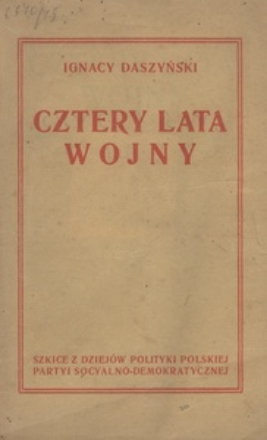 IGNACY DASZYŃSKI
CZTERY LATA
WOJNY
SZKICE Z DZIEJÓW POLITYKI POLSKIEJ
PARTYI SOCYALNO-DEMOKRATYCZNEJ